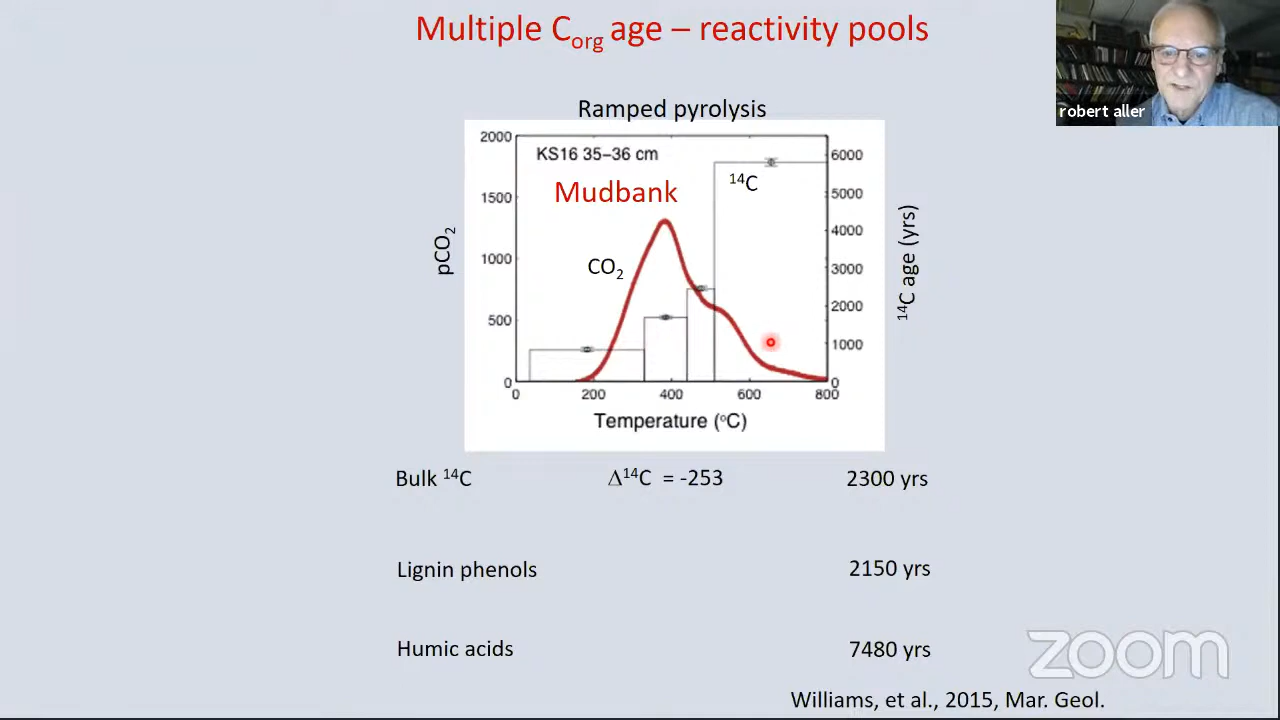 Multiple Corg age – reactivity pools
robert aller
Ramped pyrolysis
2000
1500
1000
500
0
pCO2
KS16 35–36 cm
Mudbank
14C
CO2
6000
5000
4000
3000
2000
1000
0
14C age (yrs)
0 200 400 600 800
Temperature (°C)
Bulk 14C Δ14C = -253 2300 yrs
Lignin phenols 2150 yrs
Humic acids 7480 yrs
zoom
Williams, et al., 2015, Mar. Geol.